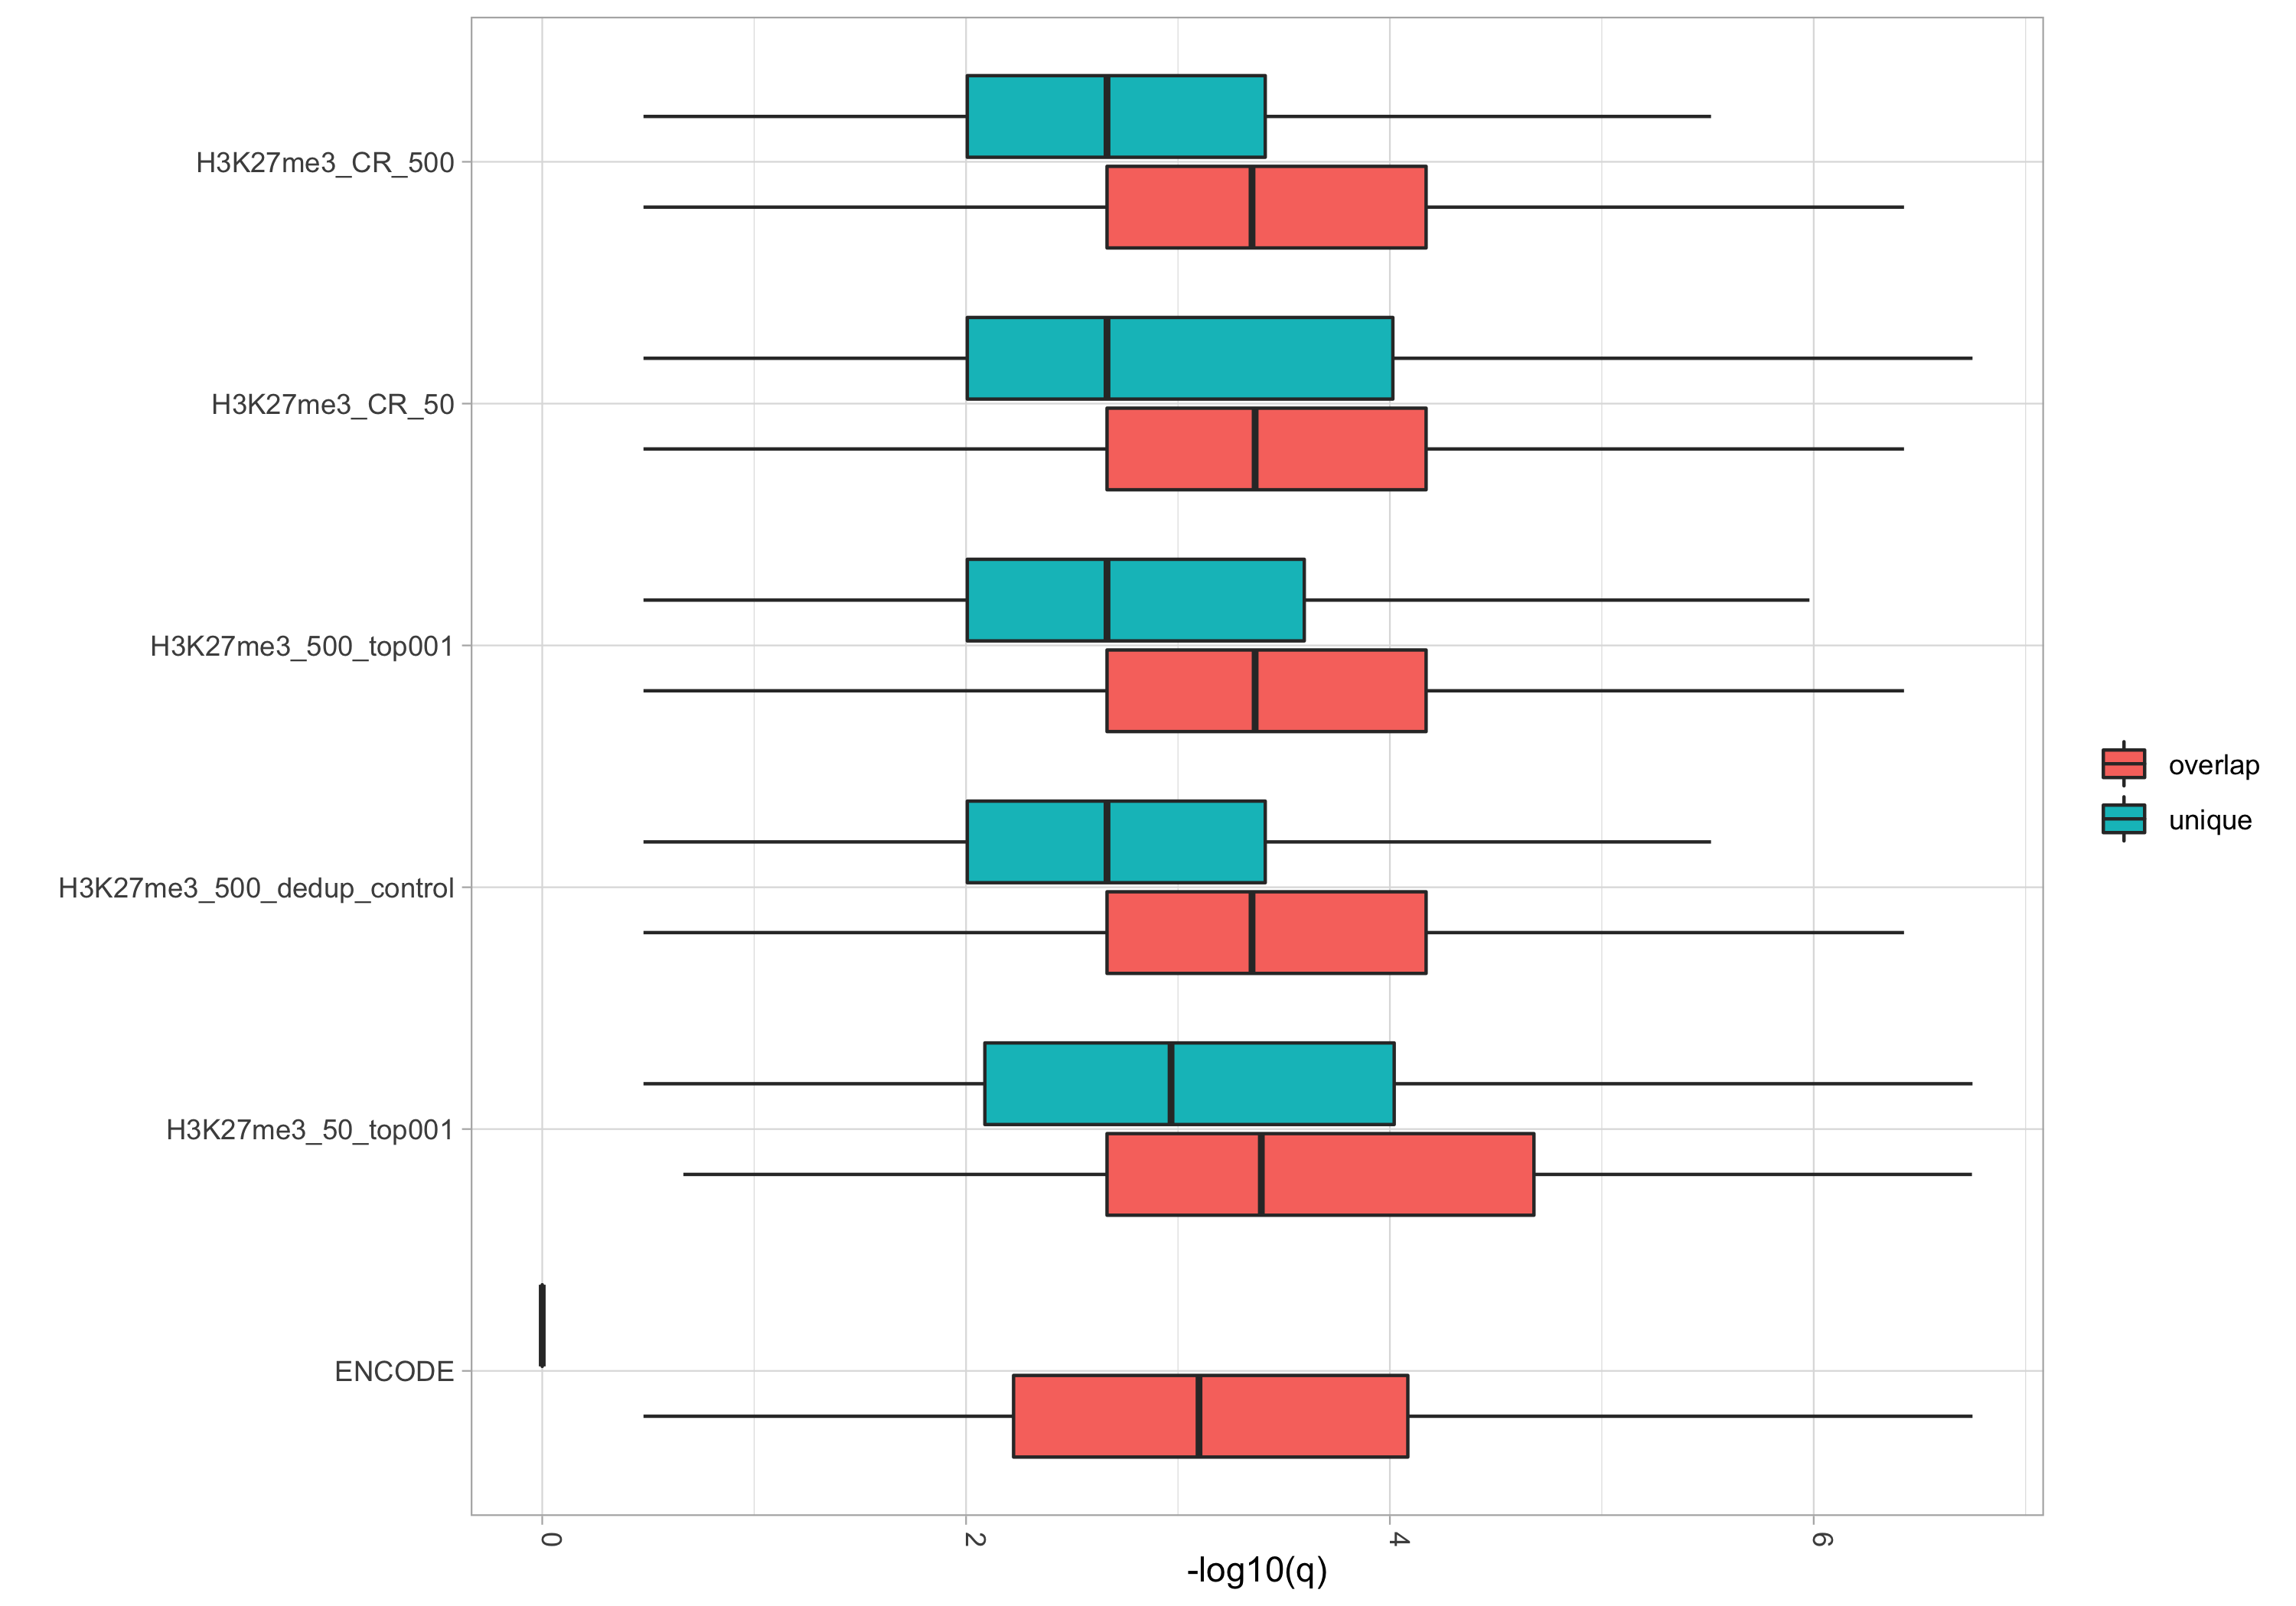 H3K27me3_CR_500
H3K27me3_CR_50
H3K27me3_500_top001
H3K27me3_500_dedup_control
H3K27me3_50_top001
ENCODE
0
2
4
6
-log10(q)
overlap
unique